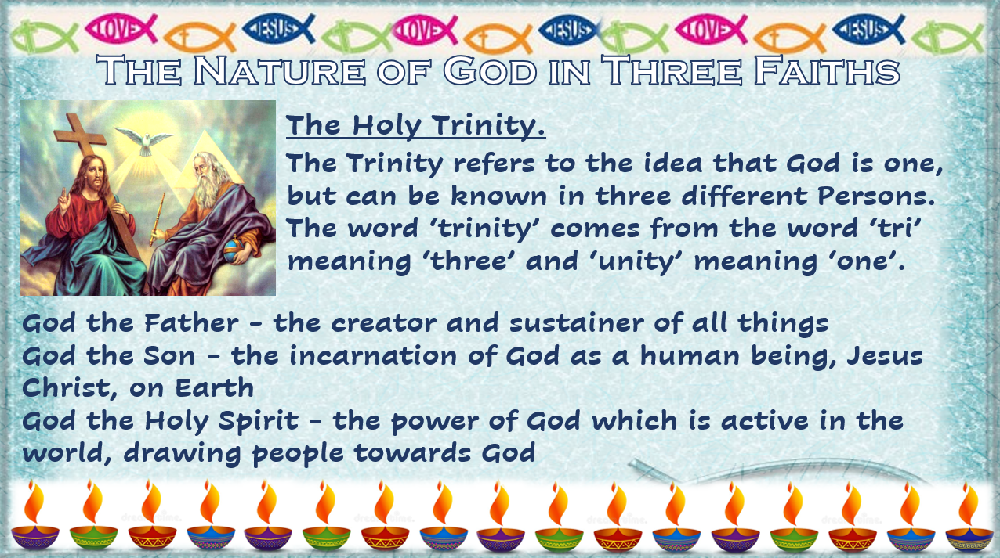 LOVE JESUS LOVE JESUS LOVE JESUS
THE NATURE OF GOD IN THREE FAITHS
The Holy Trinity.
The Trinity refers to the idea that God is one,
but can be known in three different Persons.
The word ‘trinity’ comes from the word ‘tri’
meaning ‘three’ and ‘unity’ meaning ‘one’.
God the Father – the creator and sustainer of all things
God the Son – the incarnation of God as a human being, Jesus
Christ, on Earth
God the Holy Spirit – the power of God which is active in the
world, drawing people towards God